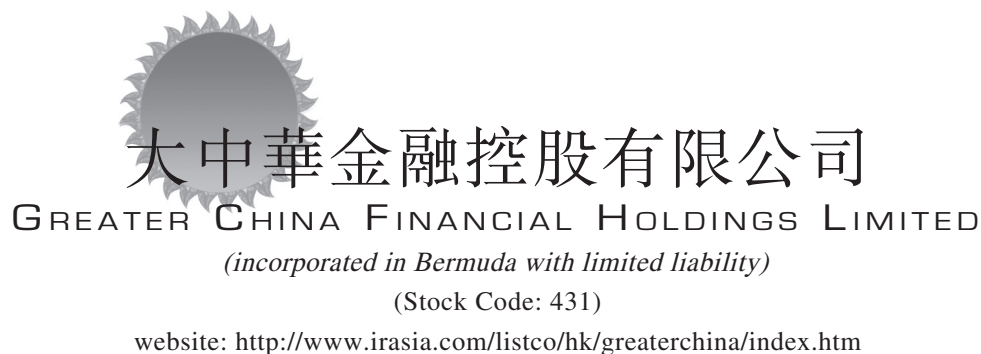 大中華金融控股有限公司
GREATER CHINA FINANCIAL HOLDINGS LIMITED
(incorporated in Bermuda with limited liability)
(Stock Code: 431)
website: http://www.irasia.com/listco/hk/greaterchina/index.htm